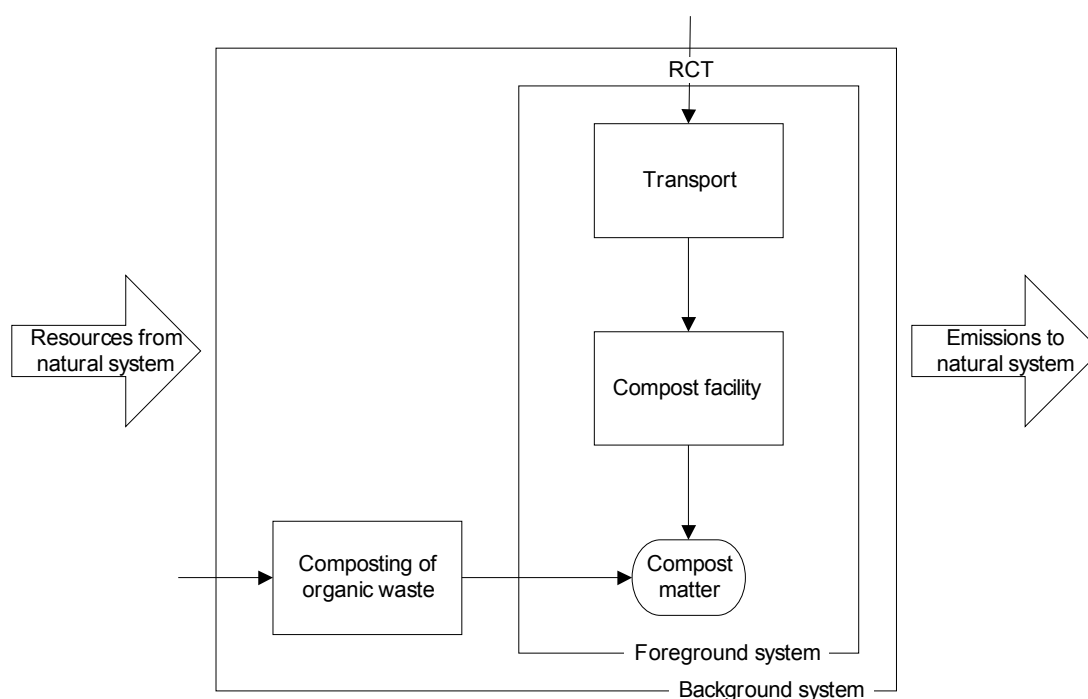 RCT
Transport
Resources from
natural system
Emissions to
natural system
Compost facility
Composting of
organic waste
Compost
matter
Foreground system
Background system